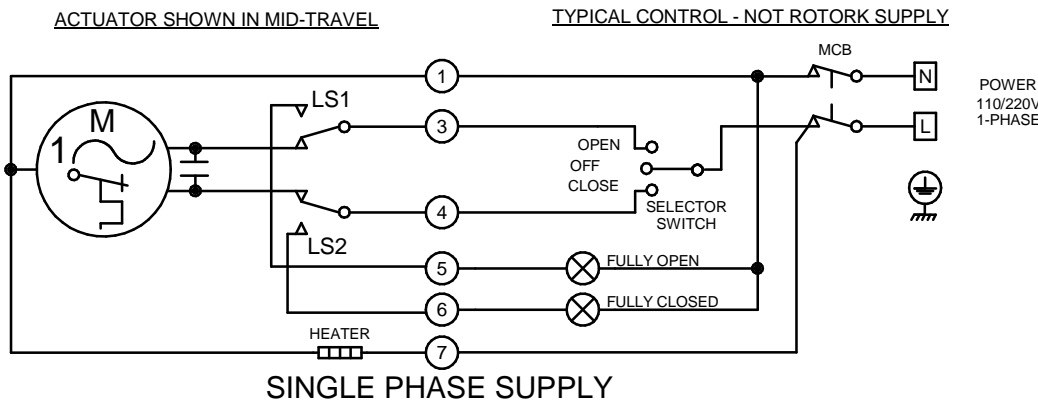 ACTUATOR SHOWN IN MID-TRAVEL
TYPICAL CONTROL - NOT ROTORK SUPPLY
MCB
1
N
POWER
110/220V
1-PHASE
LS1
M
1
3
L
OPEN
OFF
CLOSE
SELECTOR
SWITCH
4
LS2
5
FULLY OPEN
6
FULLY CLOSED
HEATER
7
SINGLE PHASE SUPPLY